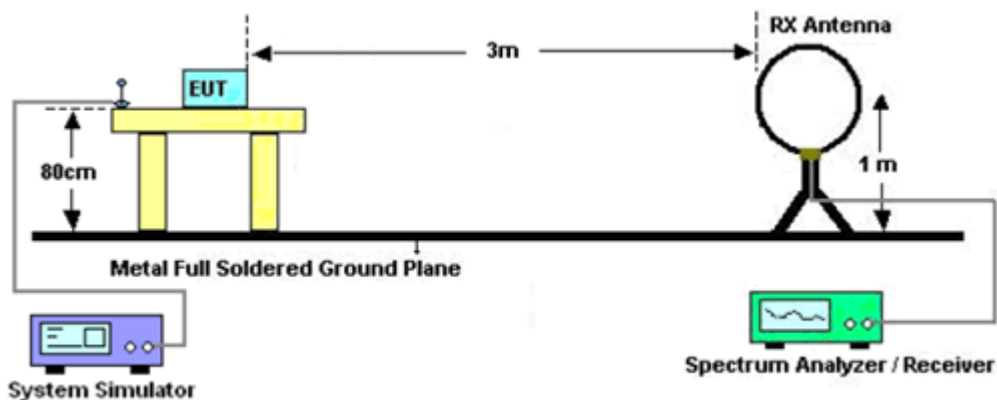 RX Antenna
3m
EUT
80cm
1 m
Metal Full Soldered Ground Plane
System Simulator
Spectrum Analyzer / Receiver